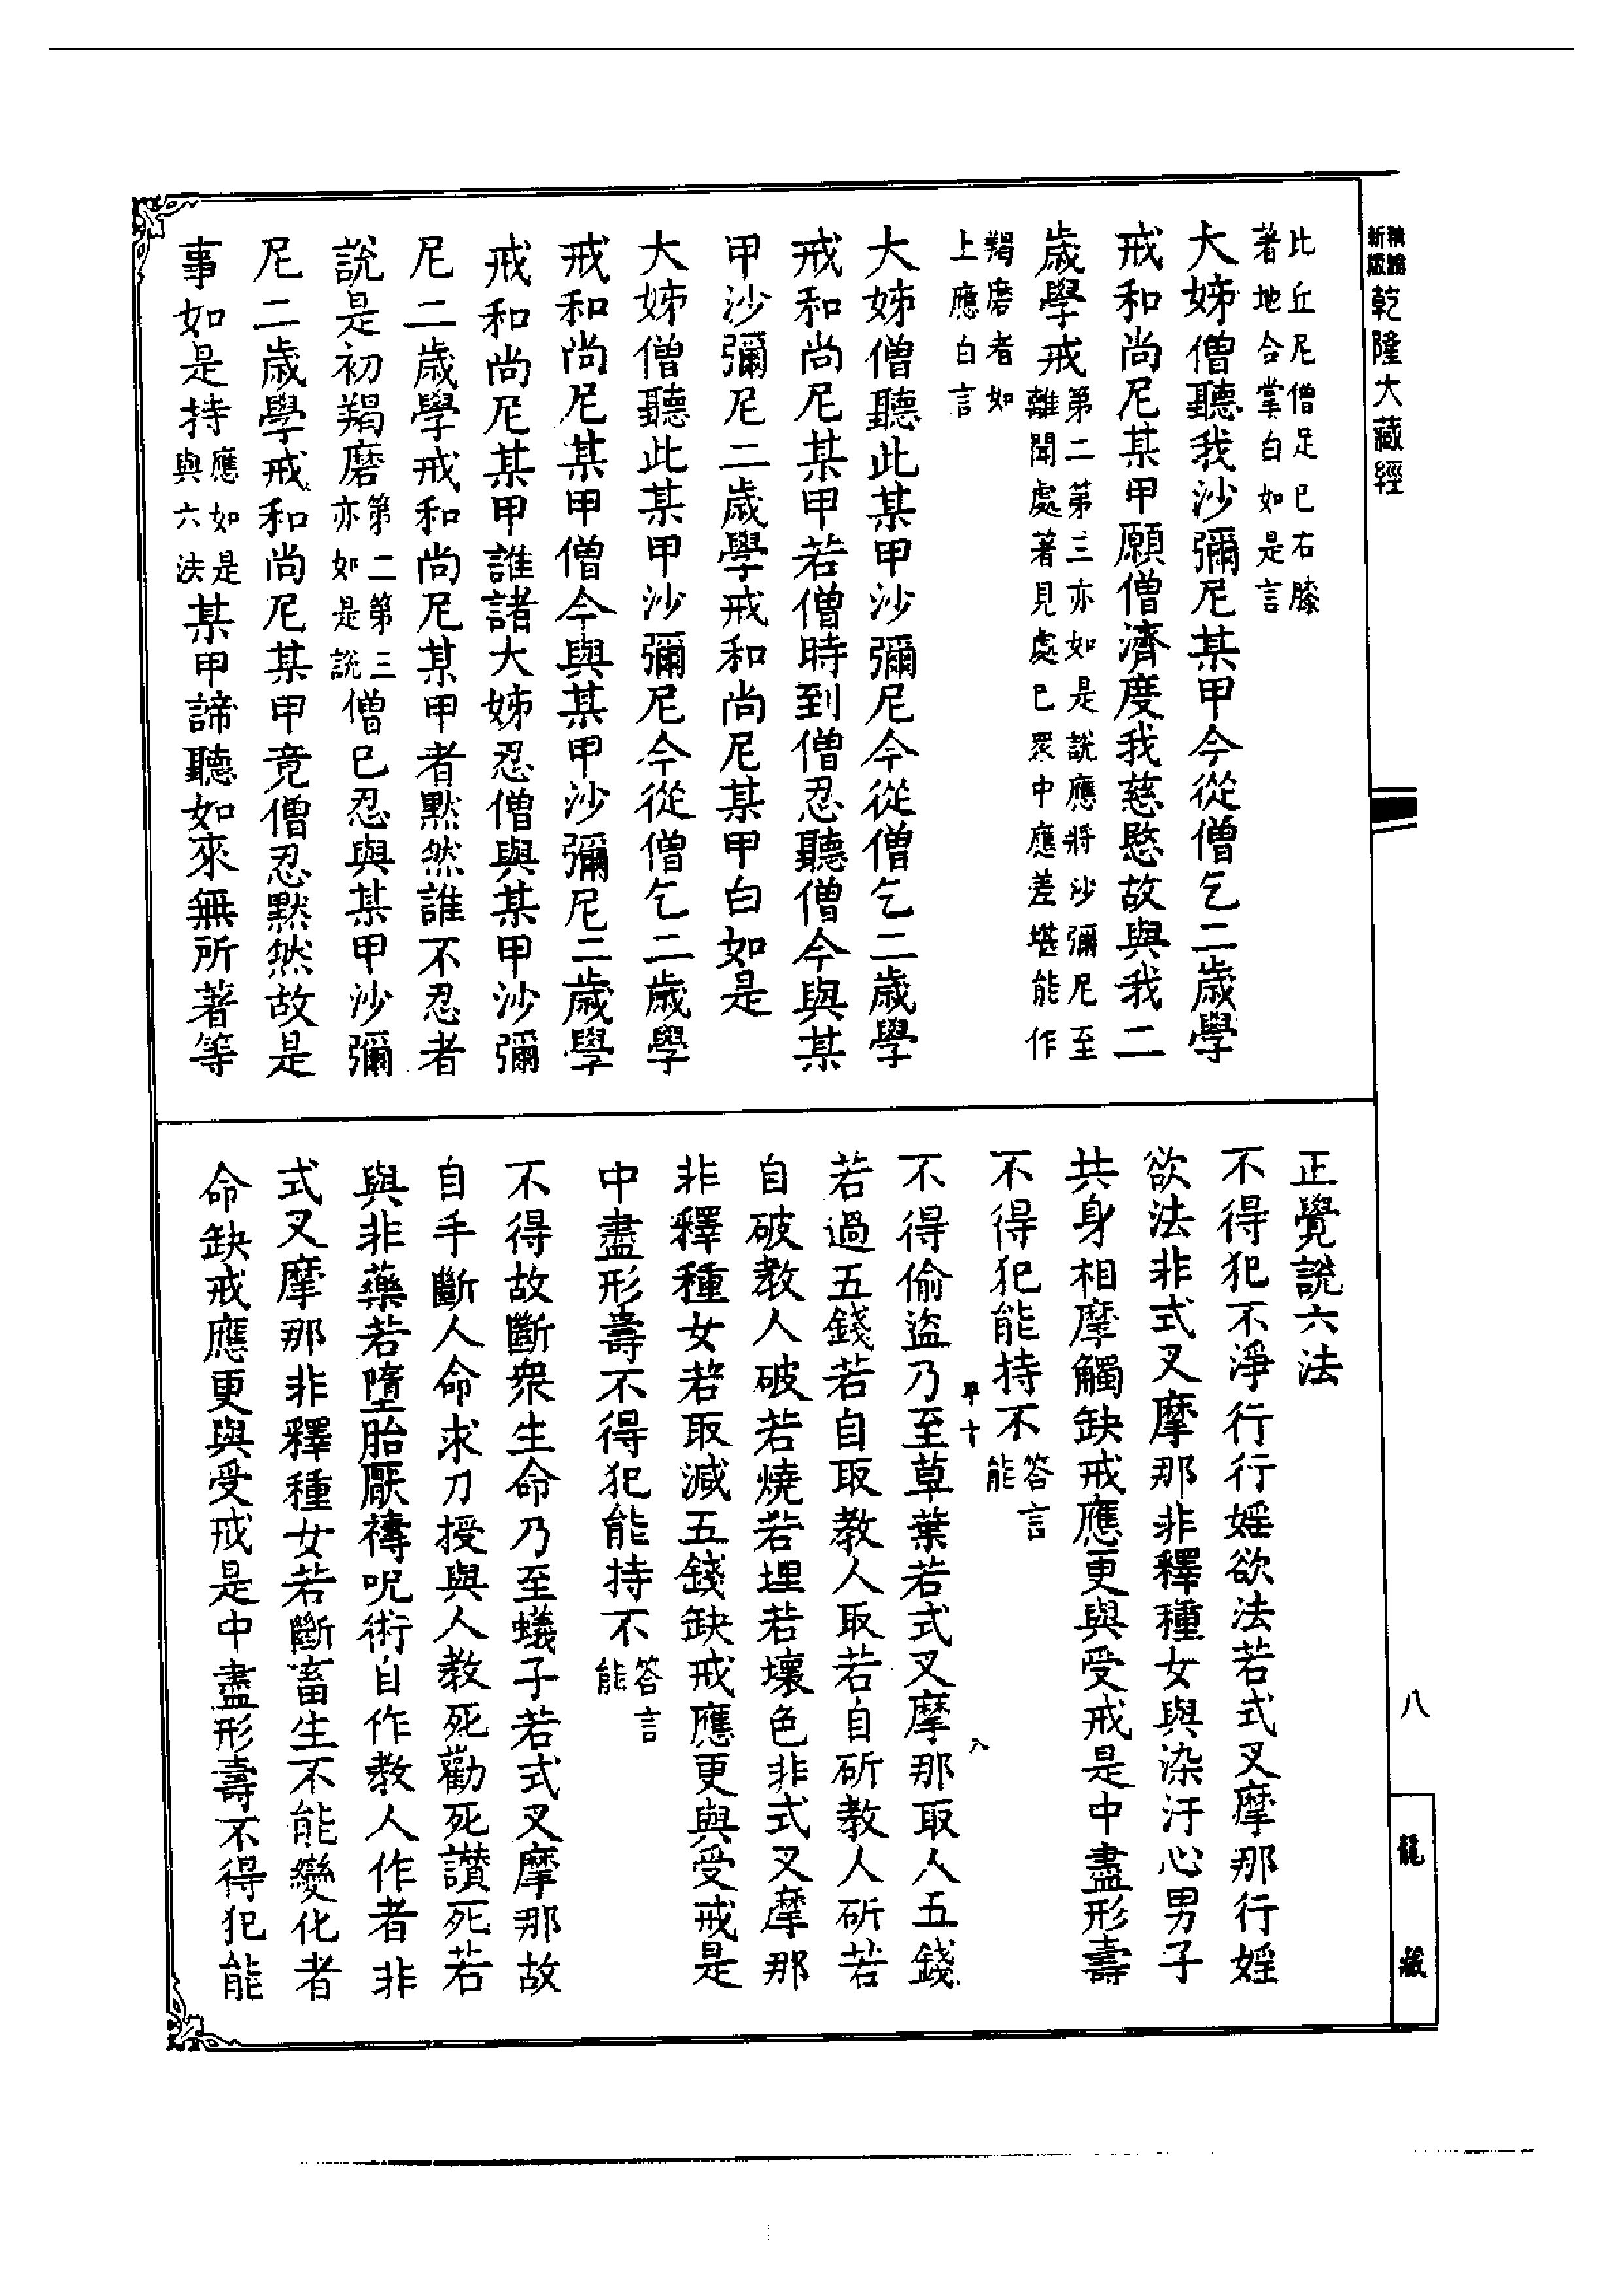 新版精縮乾隆大藏經
比丘尼僧足已右膝
著地合掌白如是言
大姊僧聽我沙彌尼某甲今從僧乞二歲學
戒和尚尼某甲願僧濟度我慈愍故與我二
歲學戒第二第三亦如是說應將沙彌尼至
離聞處著見處已眾中應差堪能作
羯磨者如
上應白言
大姊僧聽此某甲沙彌尼今從僧乞二歲學
戒和尚尼某甲若僧時到僧忍聽僧今與某
甲沙彌尼二歲學戒和尚尼某甲白如是
大姊僧聽此某甲沙彌尼今從僧乞二歲學
戒和尚尼某甲僧今與某甲沙彌尼二歲學
戒和尚尼某甲誰諸大姊忍僧與某甲沙彌
尼二歲學戒和尚尼某甲者默然誰不忍者
說是初羯磨第二第三亦如是說僧已忍與某甲沙彌
尼二歲學戒和尚尼某甲竟僧忍默然故是
事如是持應如是與六法某甲諦聽如來無所著等
正覺說六法
不得犯不淨行行婬欲法若式叉摩那行婬
欲法非式叉摩那非釋種女與染汙心男子
共身相摩觸缺戒應更與受戒是中盡形壽
不得犯能持不答言能
不得偷盜乃至草葉若式叉摩那取人五錢
若過五錢若自取教人取若自斫教人斫若
自破教人破若燒若埋若壞色非式叉摩那
非釋種女若取減五錢缺戒應更與受戒是
中盡形壽不得犯能持不答言能
不得故斷眾生命乃至蟻子若式叉摩那故
自手斷人命求刀授與人教死勸死讚死若
與非藥若墮胎厭禱呪術自作教人作者非
式叉摩那非釋種女若斷畜生不能變化者
命缺戒應更與受戒是中盡形壽不得犯能
八
龍藏